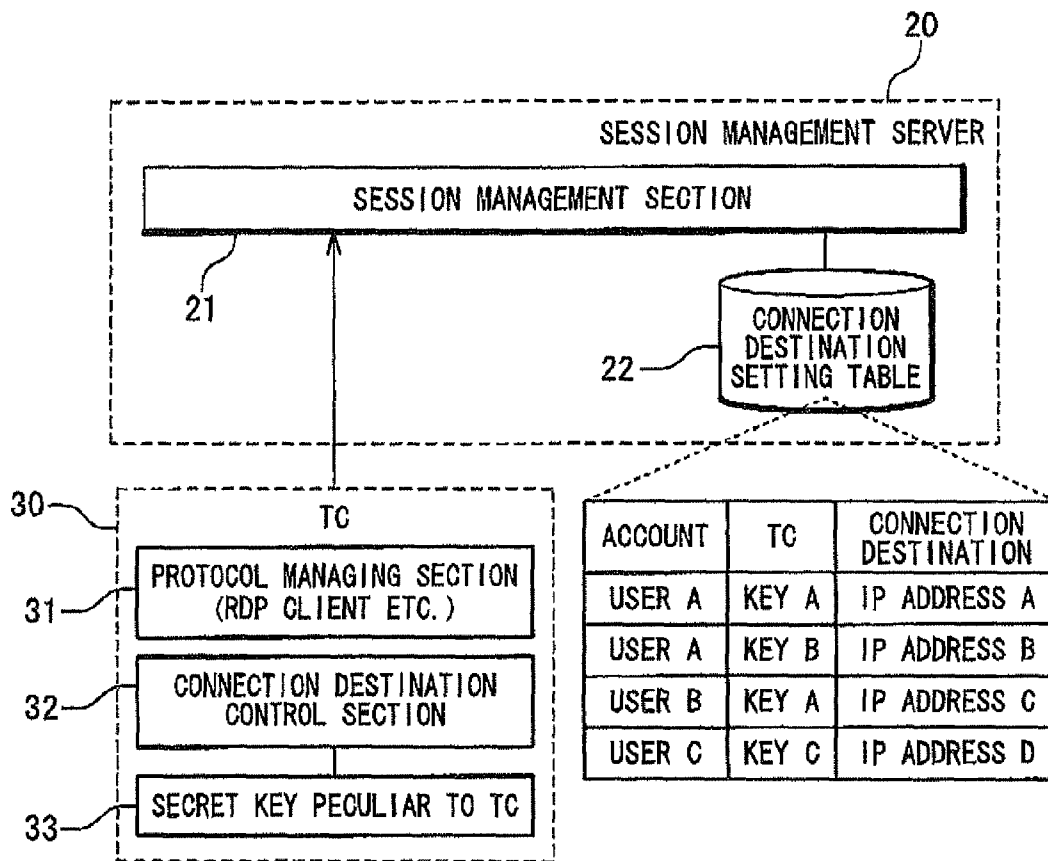 20
SESSION MANAGEMENT SERVER
SESSION MANAGEMENT SECTION
21
CONNECTION
DESTINATION
SETTING TABLE
22
30
TC
PROTOCOL MANAGING SECTION
(RDP CLIENT ETC.)
31
CONNECTION DESTINATION
CONTROL SECTION
32
SECRET KEY PECULIAR TO TC
33
ACCOUNT TC CONNECTION
DESTINATION
USER A KEY A IP ADDRESS A
USER A KEY B IP ADDRESS B
USER B KEY A IP ADDRESS C
USER C KEY C IP ADDRESS D